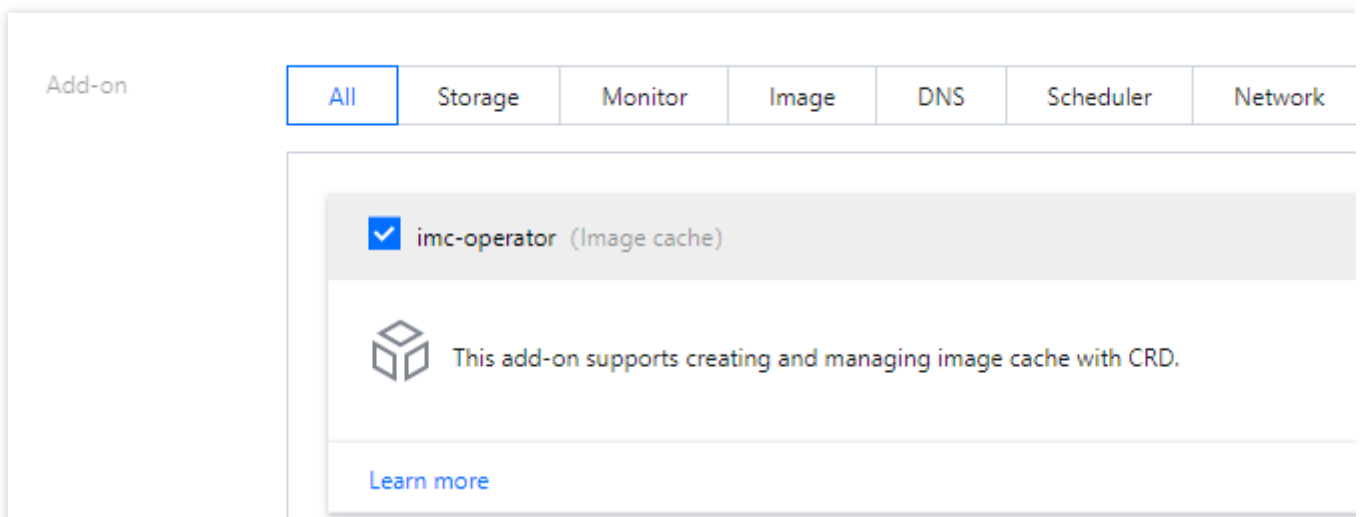 Add-on
All Storage Monitor Image DNS Scheduler Network
imc-operator (Image cache)
This add-on supports creating and managing image cache with CRD.
Learn more